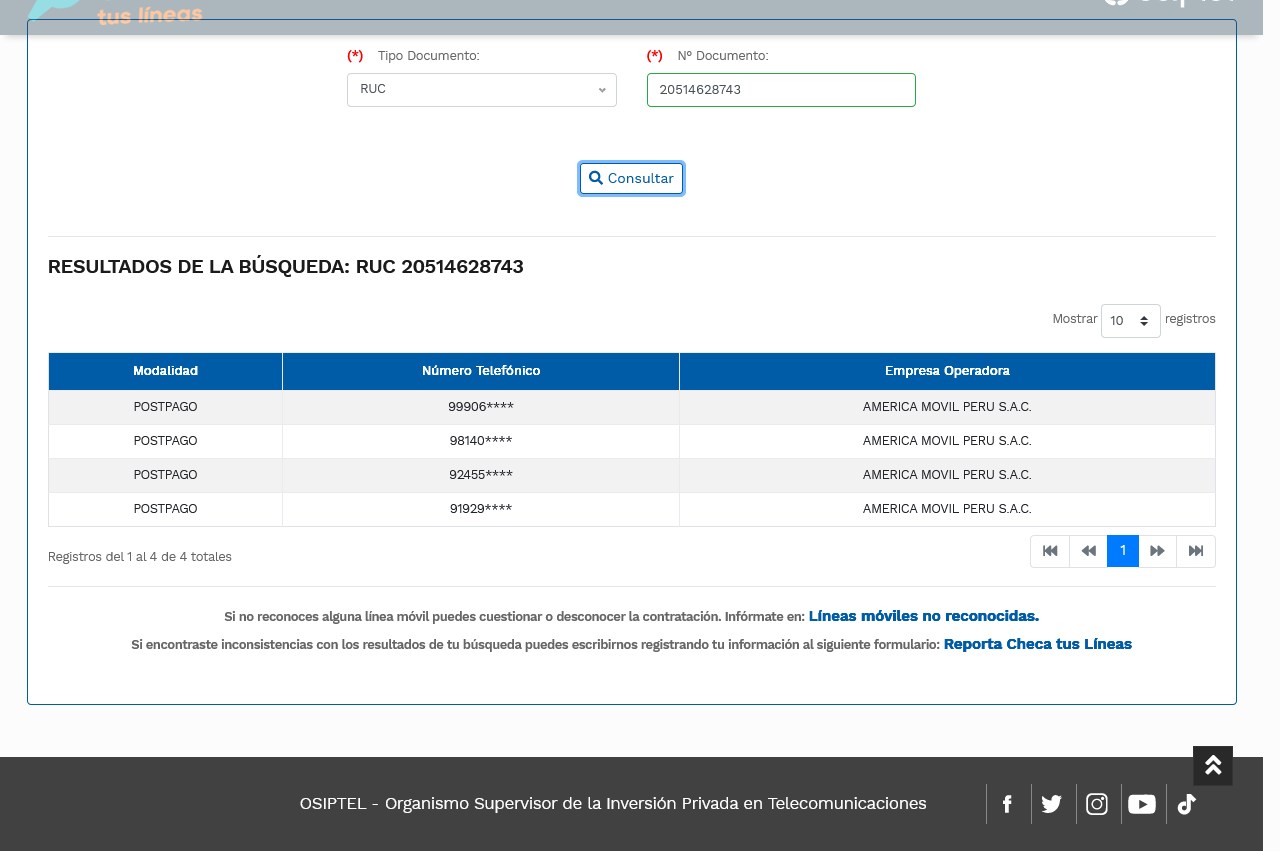 tus líneas
(*) Tipo Documento: (*) Nº Documento:
RUC 20514628743
Consultar
RESULTADOS DE LA BÚSQUEDA: RUC 20514628743
Mostrar 10 registros
Modalidad Número Telefónico Empresa Operadora
POSTPAGO 99906**** AMERICA MOVIL PERU S.A.C.
POSTPAGO 98140**** AMERICA MOVIL PERU S.A.C.
POSTPAGO 92455**** AMERICA MOVIL PERU S.A.C.
POSTPAGO 91929**** AMERICA MOVIL PERU S.A.C.
Registros del 1 al 4 de 4 totales 1
Si no reconoces alguna línea móvil puedes cuestionar o desconocer la contratación. Infórmate en: Líneas móviles no reconocidas.
Si encontraste inconsistencias con los resultados de tu búsqueda puedes escribirnos registrando tu información al siguiente formulario: Reporta Checa tus Líneas
OSIPTEL - Organismo Supervisor de la Inversión Privada en Telecomunicaciones